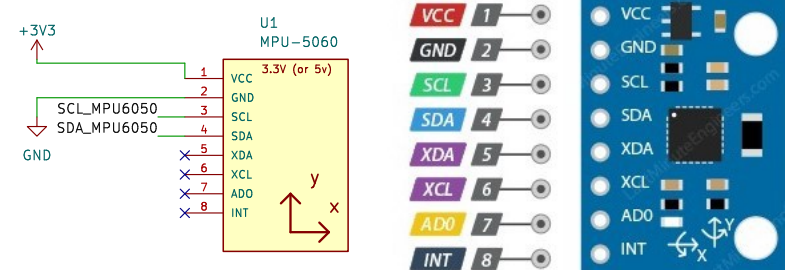 U1
MPU-5060
+3V3
3.3V (or 5v)
1 VCC
2 GND
SCL_MPU6050 3 SCL
SDA_MPU6050 4 SDA
5 XDA
6 XCL
7 ADO
8 INT
GND
y
x
VCC 1
GND 2
SCL 3
SDA 4
XDA 5
XCL 6
AD0 7
INT 8
VCC
GND
SCL
SDA
XDA
XCL
AD0
INT
Y
X
LastMinuteEngineers.com